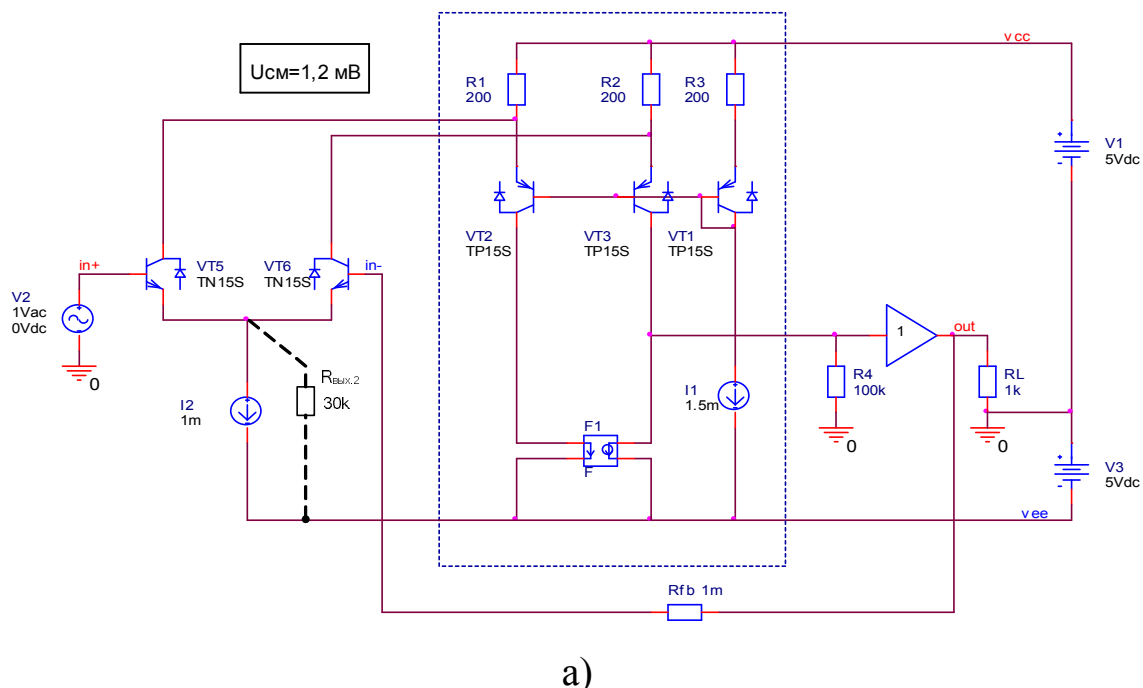 Uсм=1,2 мВ
vcc
R1
200
R2
200
R3
200
V1
5Vdc
VT2
TP15S
VT3
TP15S
VT1
TP15S
in+
VT5
TN15S
VT6
TN15S
in-
V2
1Vac
0Vdc
0
Rвых.2
30k
I2
1m
F1
F
I1
1.5m
1
out
R4
100k
0
RL
1k
0
V3
5Vdc
vee
Rfb 1m
а)